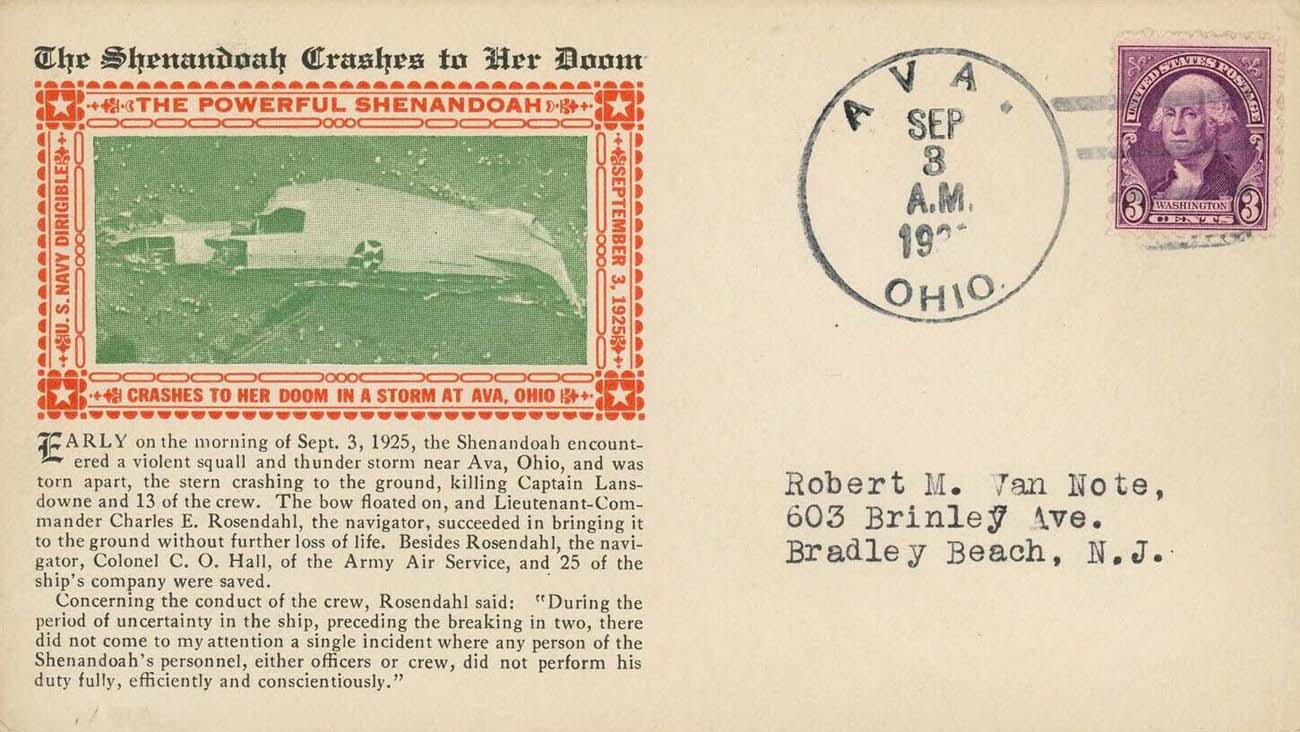 The Shenandoah Crashes to Her Doom
THE POWERFUL SHENANDOAH
U. S. NAVY DIRIGIBLE
SEPTEMBER 3, 1925
CRASHES TO HER DOOM IN A STORM AT AVA, OHIO
EARLY on the morning of Sept. 3, 1925, the Shenandoah encount-
ered a violent squall and thunder storm near Ava, Ohio, and was
torn apart, the stern crashing to the ground, killing Captain Lans-
downe and 13 of the crew. The bow floated on, and Lieutenant-Com-
mander Charles E. Rosendahl, the navigator, succeeded in bringing it
to the ground without further loss of life. Besides Rosendahl, the navi-
gator, Colonel C. O. Hall, of the Army Air Service, and 25 of the
ship's company were saved.
Concerning the conduct of the crew, Rosendahl said: "During the
period of uncertainty in the ship, preceding the breaking in two, there
did not come to my attention a single incident where any person of the
Shenandoah's personnel, either officers or crew, did not perform his
duty fully, efficiently and conscientiously."
AVA.
SEP
3
A.M.
OHIO.
UNITED STATES POSTAGE
3 WASHINGTON 3
CENTS
Robert M. Van Note,
603 Brinley Ave.
Bradley Beach, N.J.